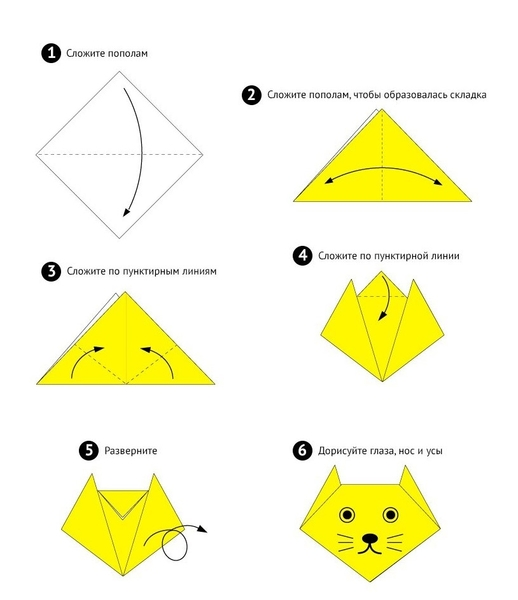 1 Сложите пополам
2 Сложите пополам, чтобы образовалась складка
3 Сложите по пунктирным линиям
4 Сложите по пунктирной линии
5 Разверните
6 Дорисуйте глаза, нос и усы